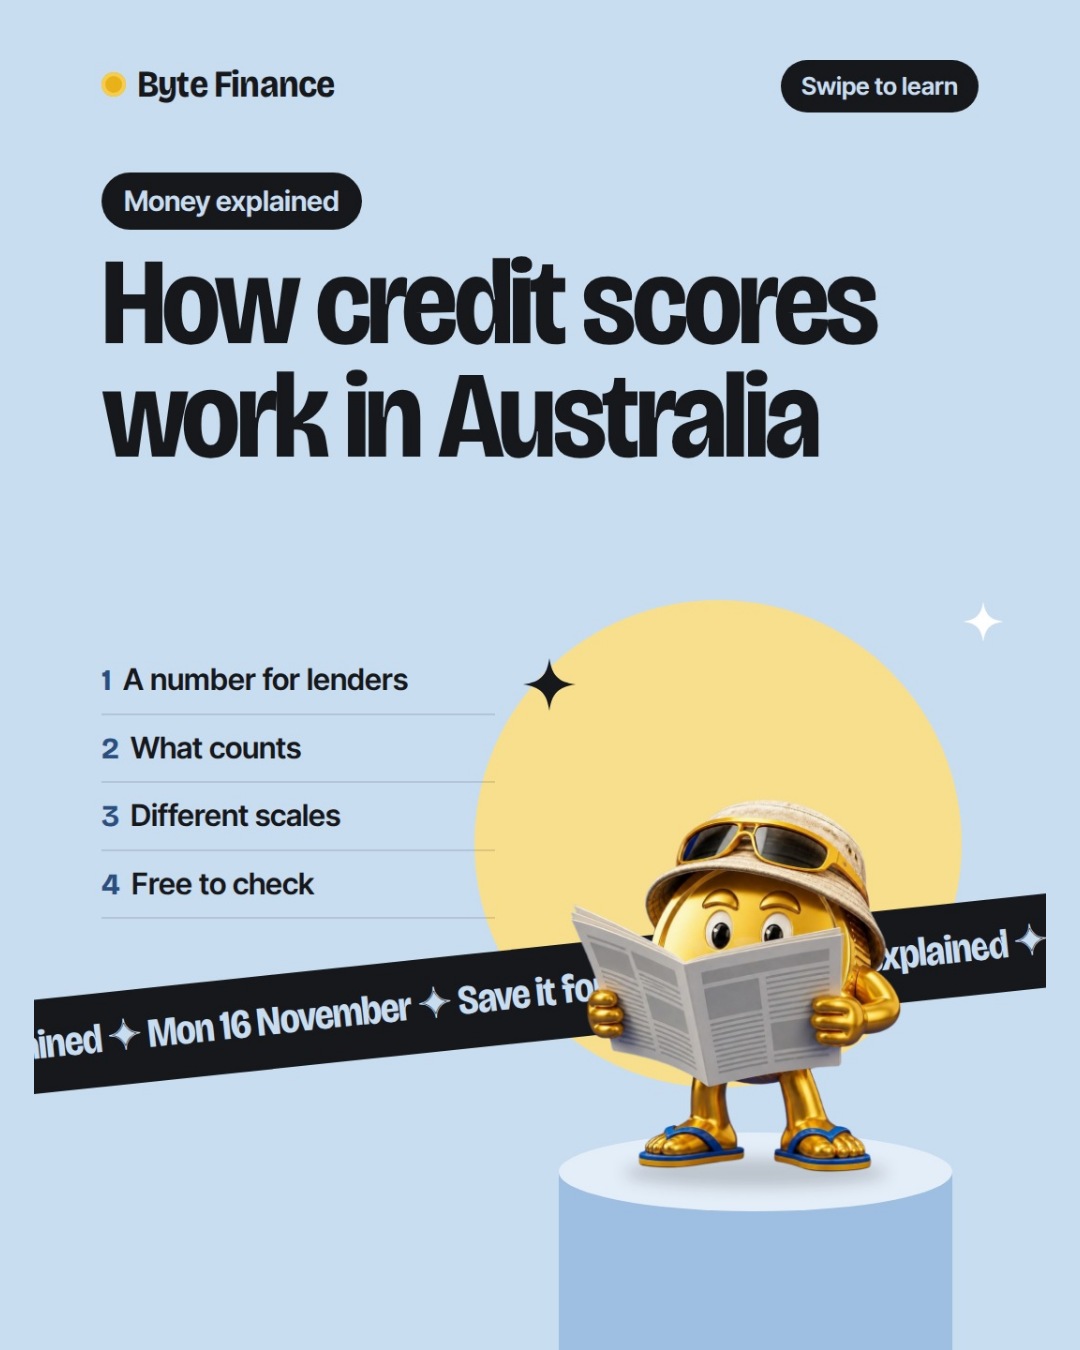 Byte Finance
Swipe to learn
Money explained
How credit scores
work in Australia
1 A number for lenders
2 What counts
3 Different scales
4 Free to check
Mon 16 November ✦ Save it